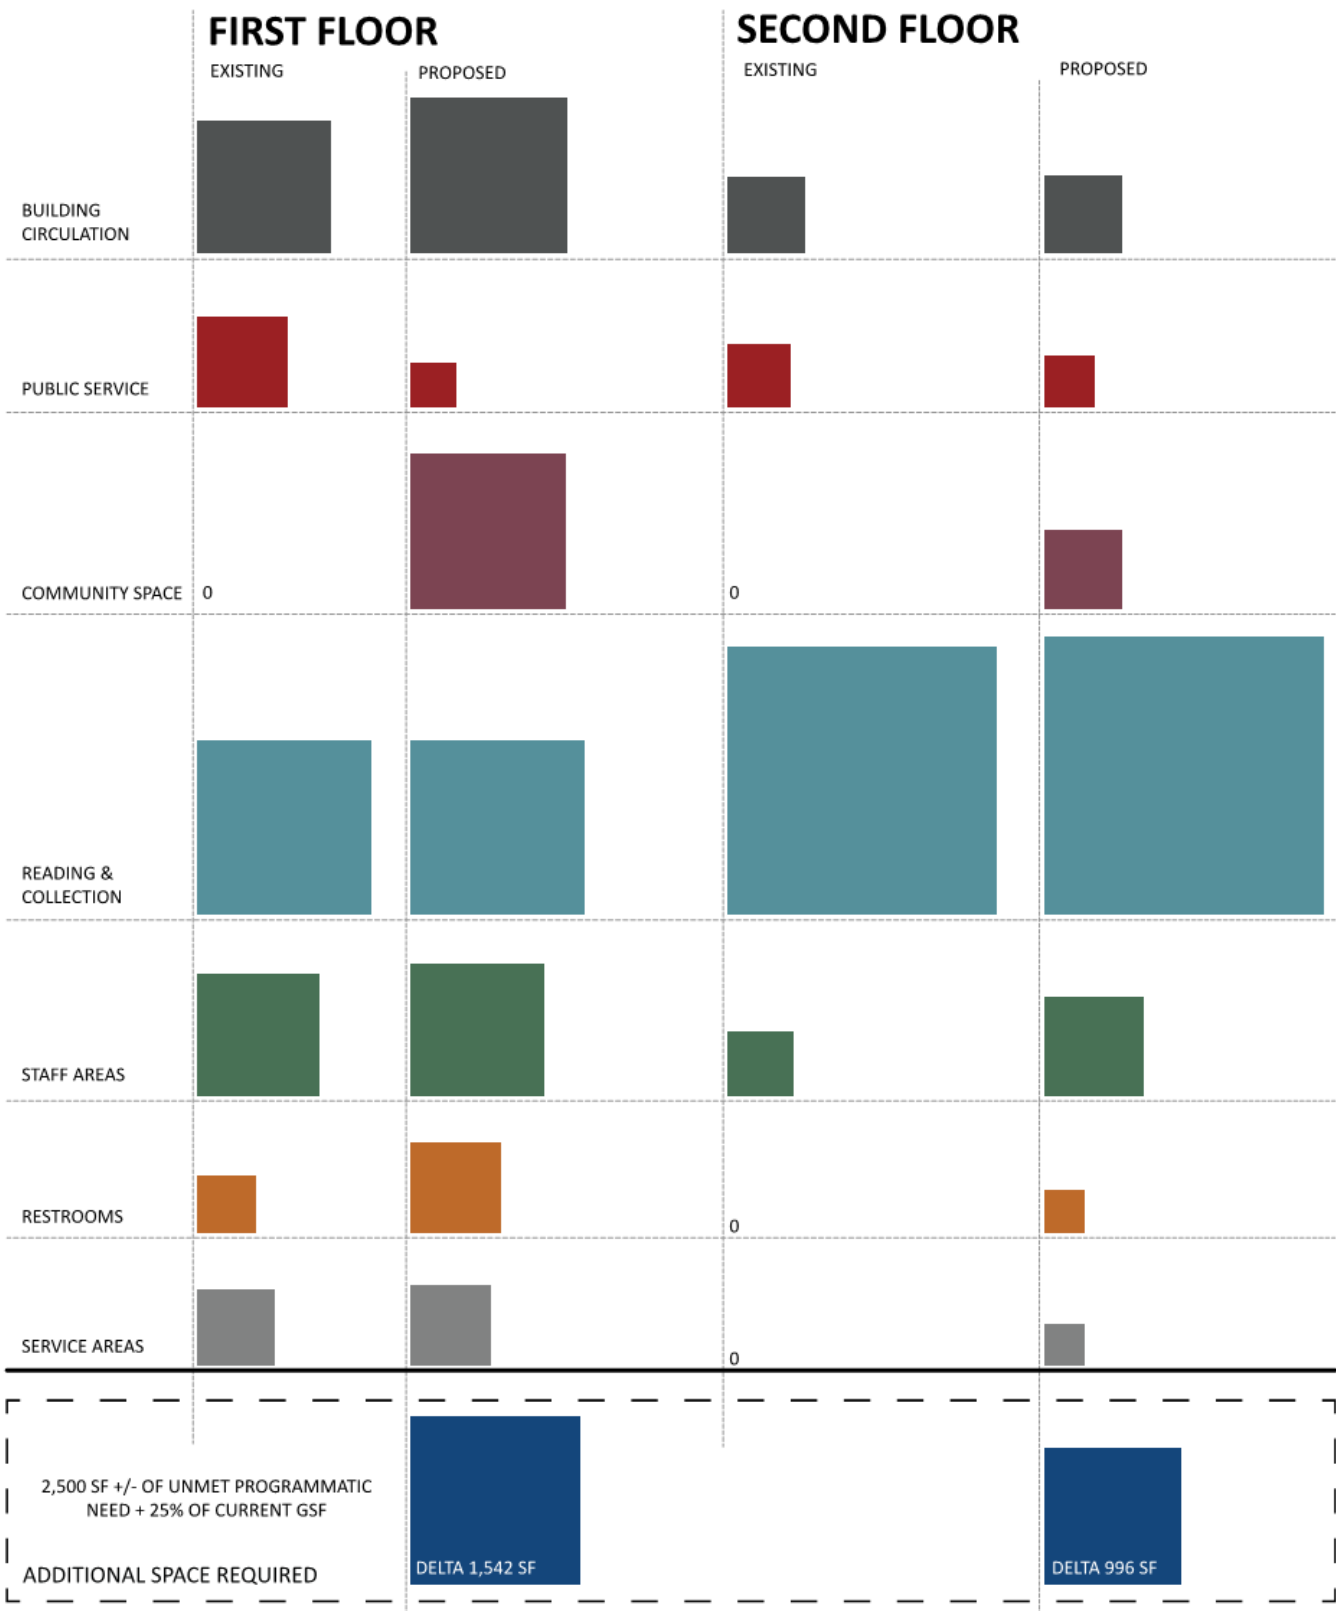 FIRST FLOOR
SECOND FLOOR
EXISTING
PROPOSED
EXISTING
PROPOSED
BUILDING
CIRCULATION
PUBLIC SERVICE
COMMUNITY SPACE
0
0
READING &
COLLECTION
STAFF AREAS
RESTROOMS
0
SERVICE AREAS
0
2,500 SF +/- OF UNMET PROGRAMMATIC
NEED + 25% OF CURRENT GSF
ADDITIONAL SPACE REQUIRED
DELTA 1,542 SF
DELTA 996 SF